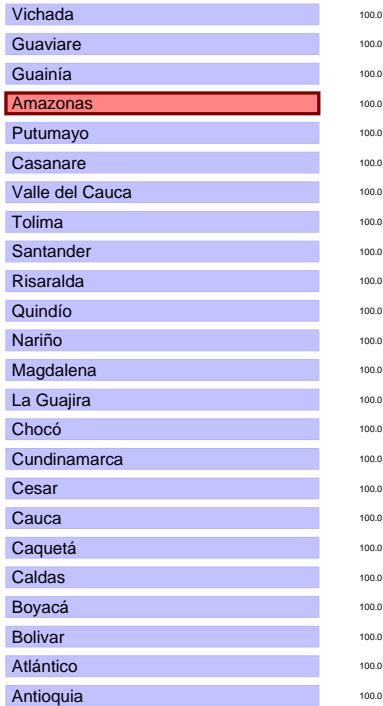 Vichada 100.0
Guaviare 100.0
Guainía 100.0
Amazonas 100.0
Putumayo 100.0
Casanare 100.0
Valle del Cauca 100.0
Tolima 100.0
Santander 100.0
Risaralda 100.0
Quindío 100.0
Nariño 100.0
Magdalena 100.0
La Guajira 100.0
Chocó 100.0
Cundinamarca 100.0
Cesar 100.0
Cauca 100.0
Caquetá 100.0
Caldas 100.0
Boyacá 100.0
Bolivar 100.0
Atlántico 100.0
Antioquia 100.0